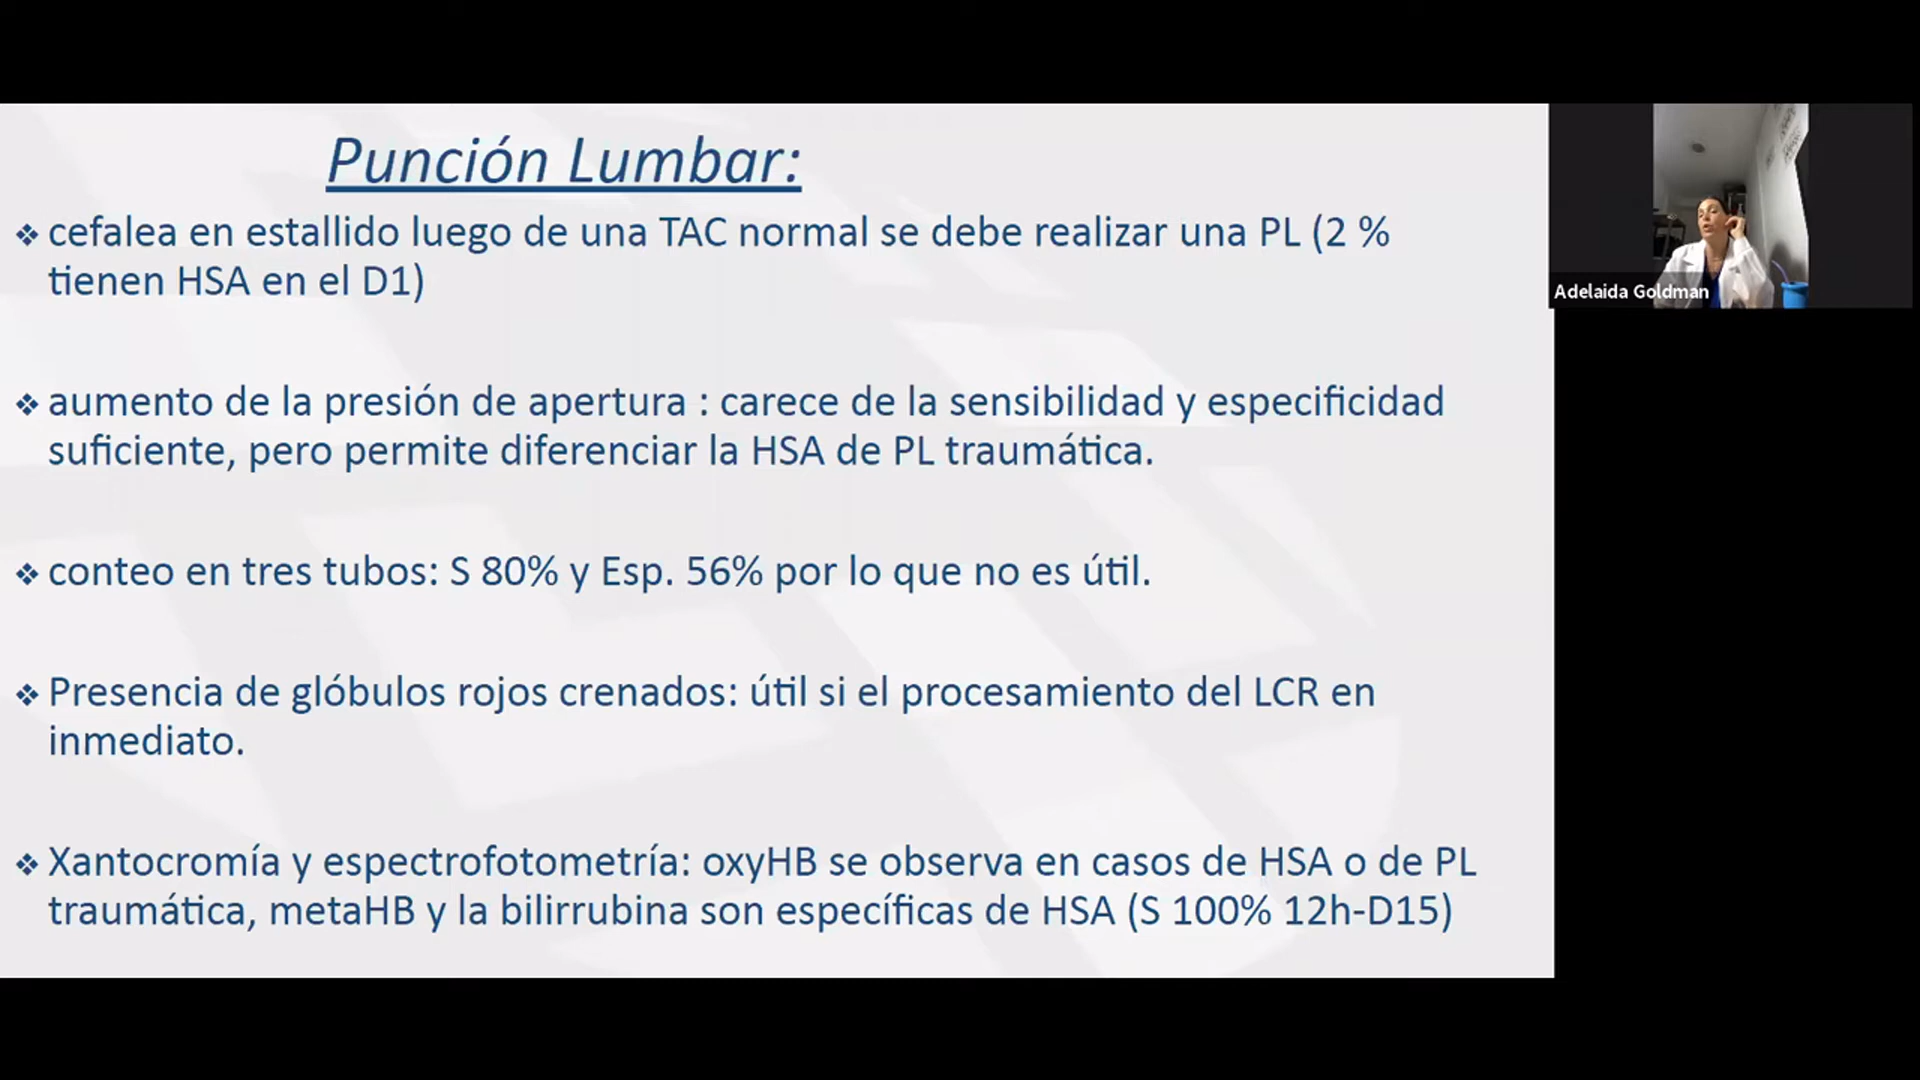 Punción Lumbar:
❖ cefalea en estallido luego de una TAC normal se debe realizar una PL (2 %
tienen HSA en el D1)
❖ aumento de la presión de apertura : carece de la sensibilidad y especificidad
suficiente, pero permite diferenciar la HSA de PL traumática.
❖ conteo en tres tubos: S 80% y Esp. 56% por lo que no es útil.
❖ Presencia de glóbulos rojos crenados: útil si el procesamiento del LCR en
inmediato.
❖ Xantocromía y espectrofotometría: oxyHB se observa en casos de HSA o de PL
traumática, metaHB y la bilirrubina son específicas de HSA (S 100% 12h-D15)
Adelaida Goldman